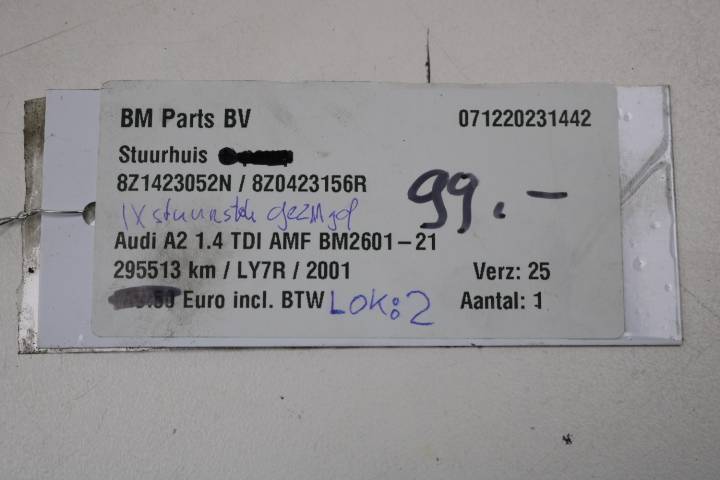 BM Parts BV 071220231442
Stuurhuis
8Z1423052N / 8Z0423156R
99.-
1x
Audi A2 1.4 TDI AMF BM2601-21
295513 km / LY7R / 2001 Verz: 25
Euro incl. BTW LOK:2 Aantal: 1